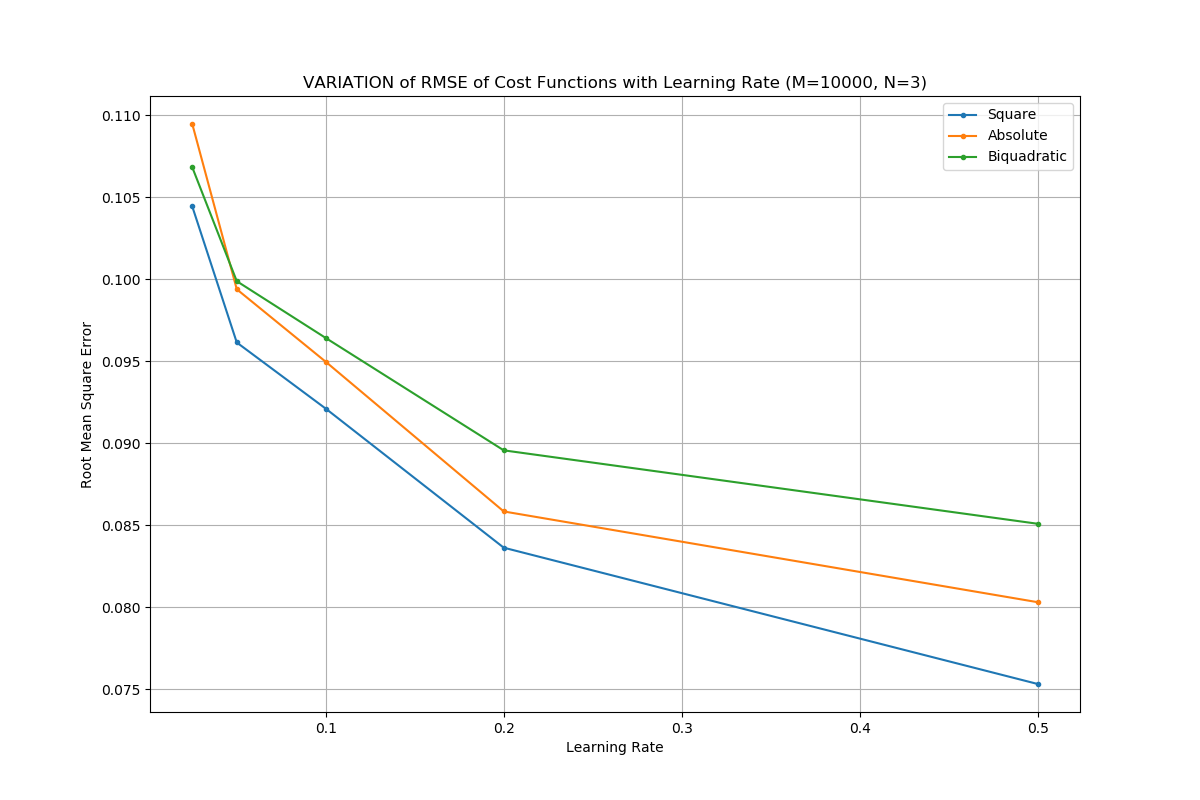 VARIATION of RMSE of Cost Functions with Learning Rate (M=10000, N=3)
Square
Absolute
Biquadratic
Root Mean Square Error
0.110
0.105
0.100
0.095
0.090
0.085
0.080
0.075
0.1
0.2
0.3
0.4
0.5
Learning Rate